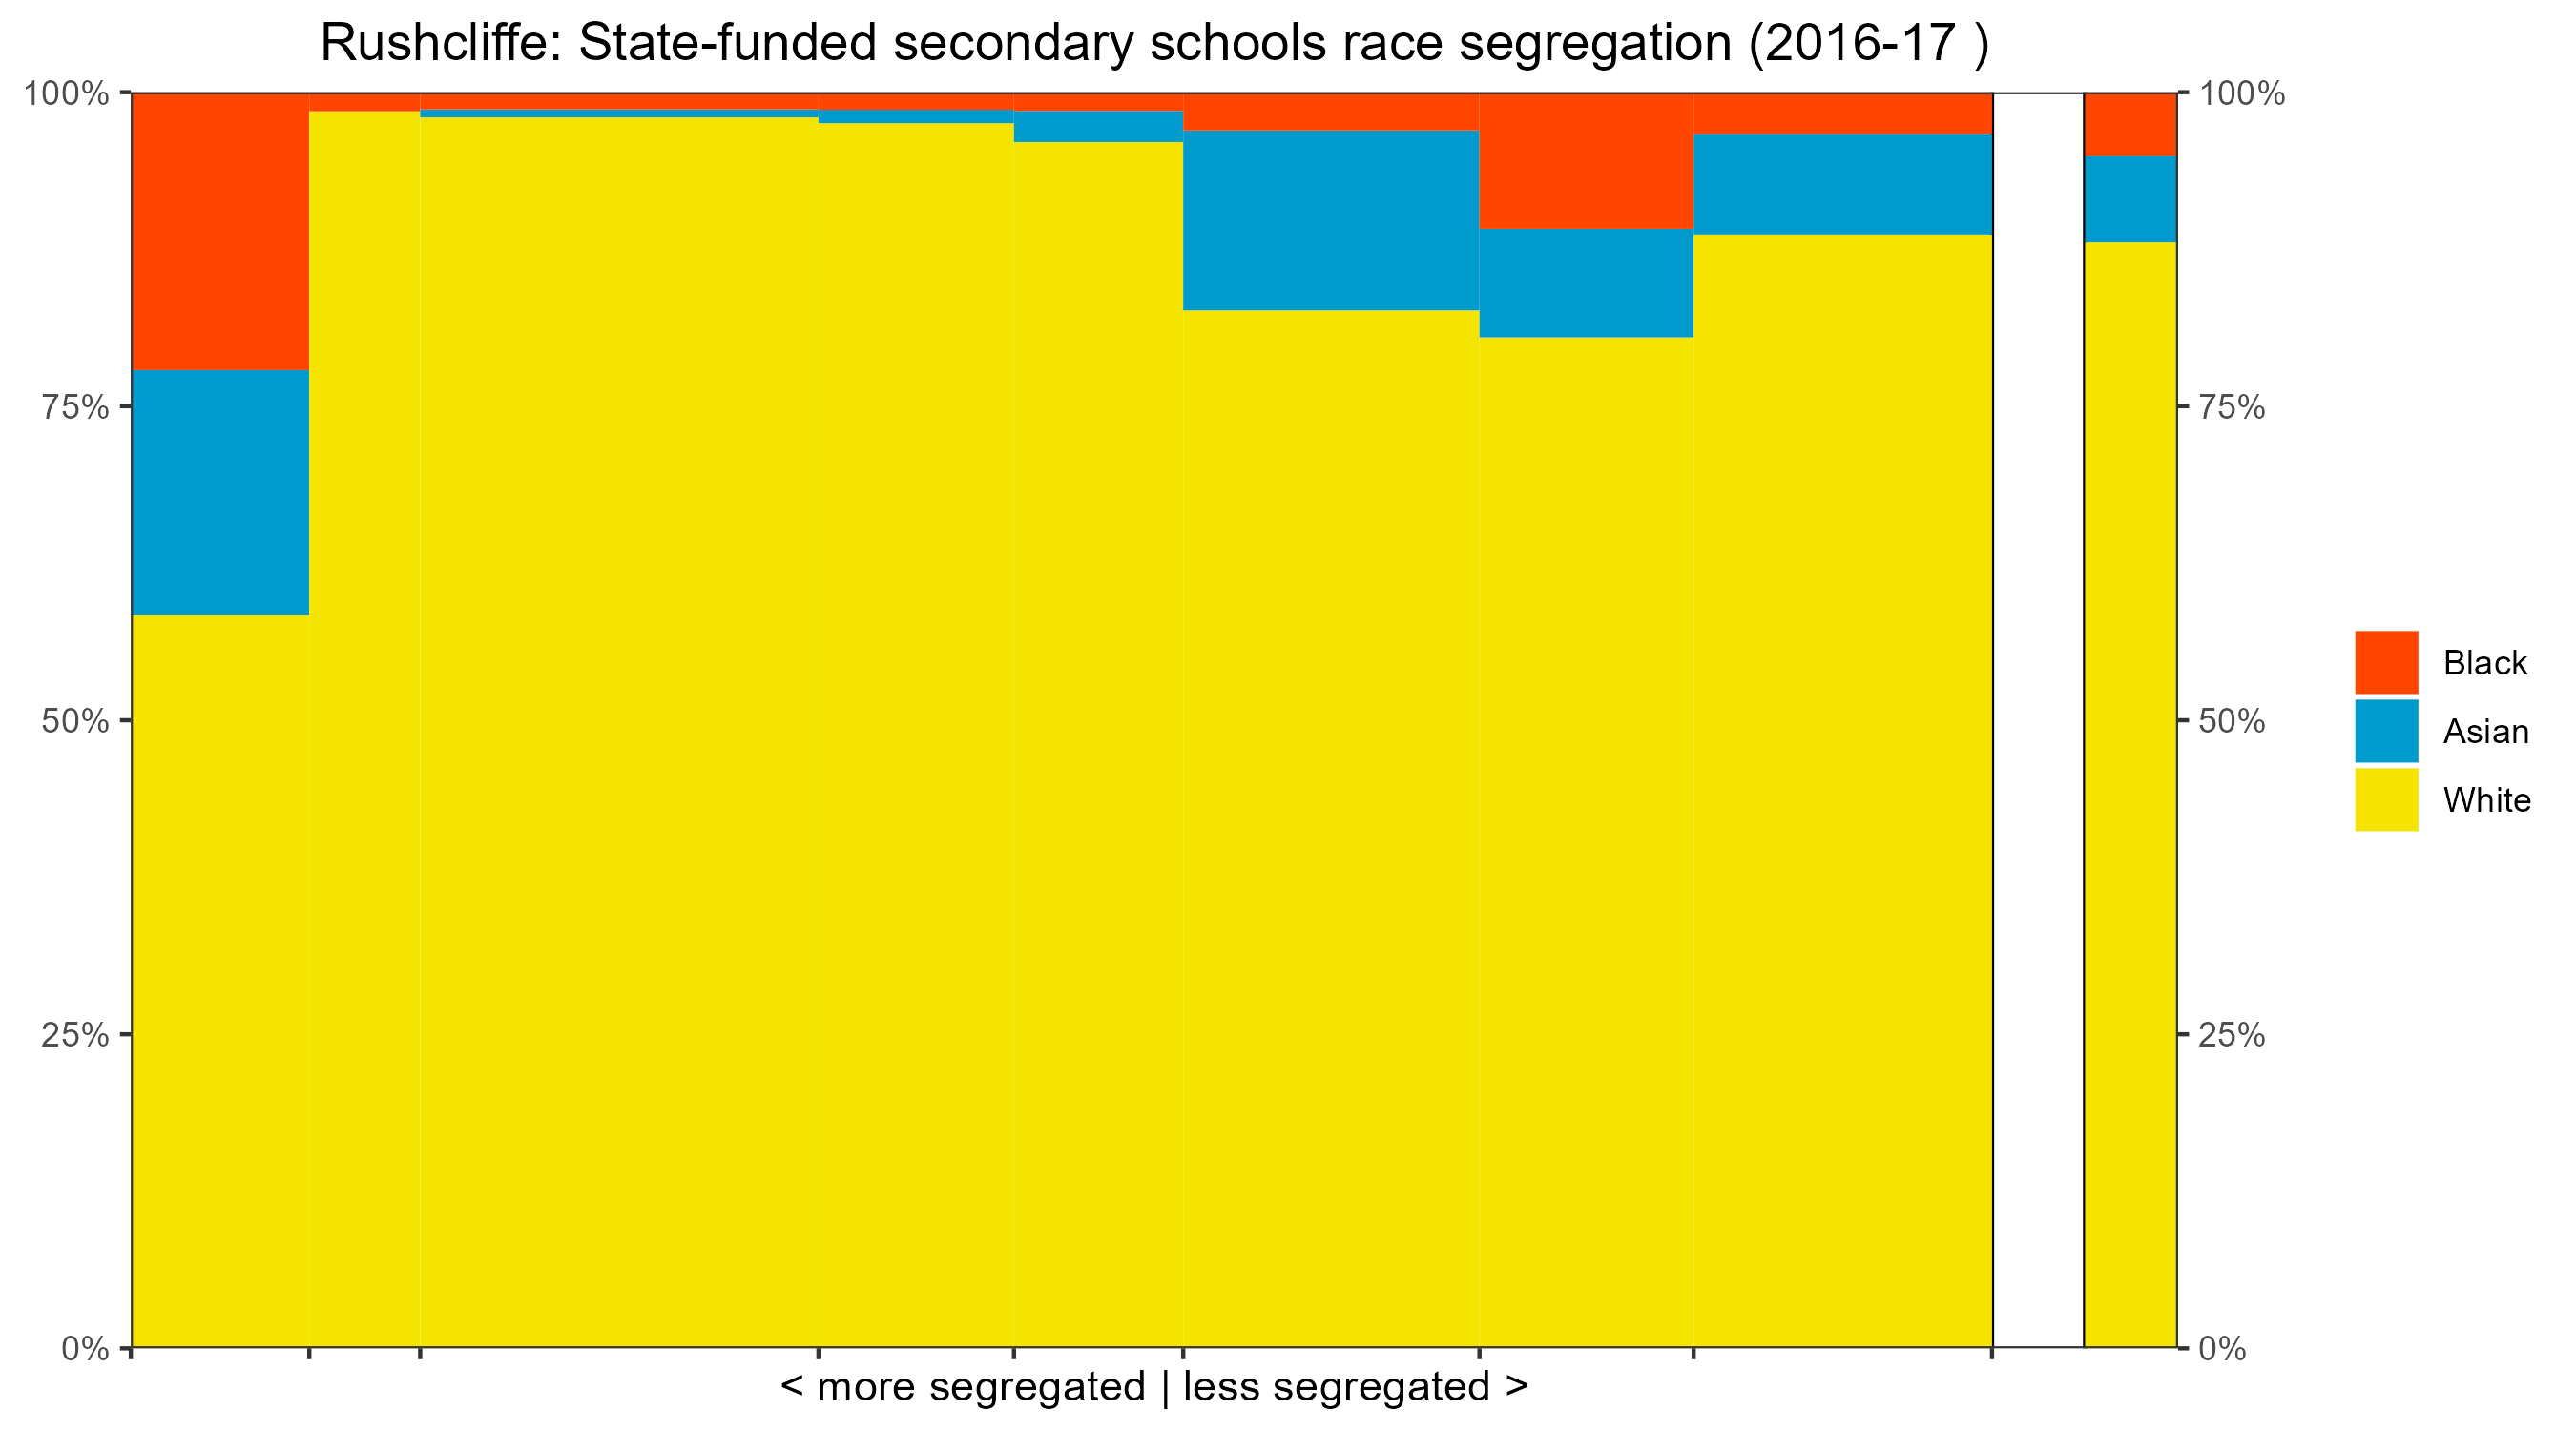 Rushcliffe: State-funded secondary schools race segregation (2016-17 )
100%
75%
50%
25%
0%
100%
75%
50%
25%
0%
< more segregated | less segregated >
Black
Asian
White